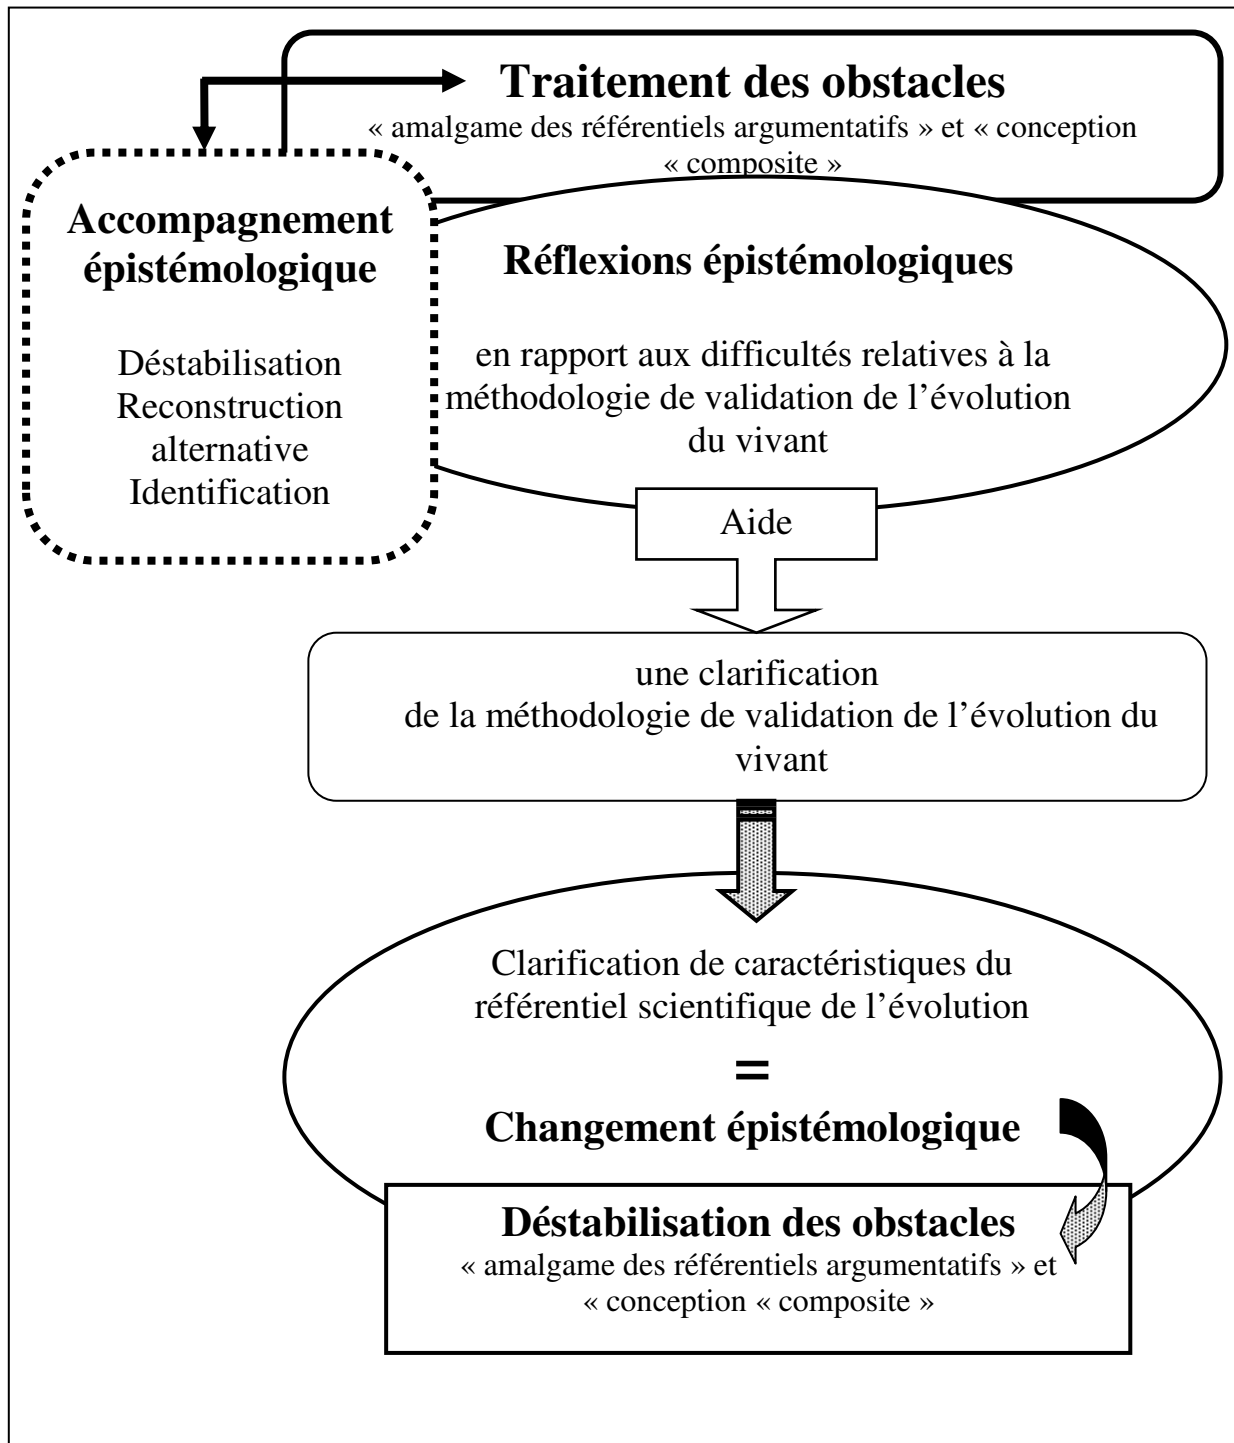 Traitement des obstacles
« amalgame des référentiels argumentatifs » et « conception
« composite »
Accompagnement
épistémologique
Déstabilisation
Reconstruction
alternative
Identification
Réflexions épistémologiques
en rapport aux difficultés relatives à la
méthodologie de validation de l’évolution
du vivant
Aide
une clarification
de la méthodologie de validation de l’évolution du
vivant
Clarification de caractéristiques du
référentiel scientifique de l’évolution
=
Changement épistémologique
Déstabilisation des obstacles
« amalgame des référentiels argumentatifs » et
« conception « composite »